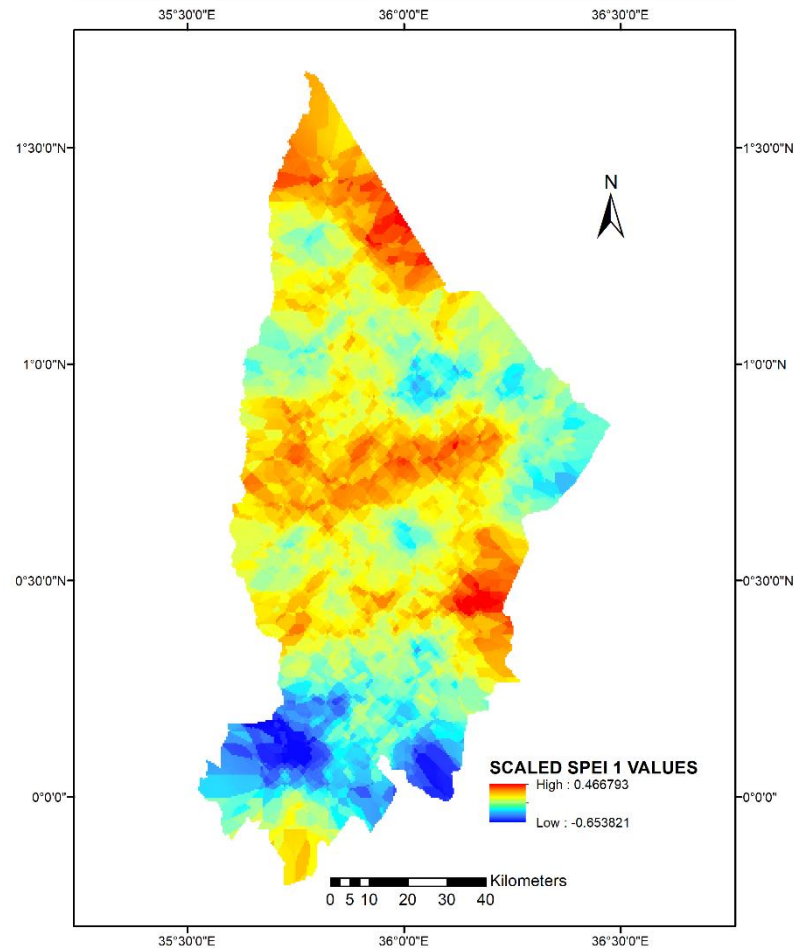 35°30'0"E 36°0'0"E 36°30'0"E
1°30'0"N 1°30'0"N
N
1°0'0"N 1°0'0"N
0°30'0"N 0°30'0"N
SCALED SPEI 1 VALUES
High : 0.466793
Low : -0.653821
0°0'0" 0°0'0"
Kilometers
0 5 10 20 30 40
35°30'0"E 36°0'0"E 36°30'0"E